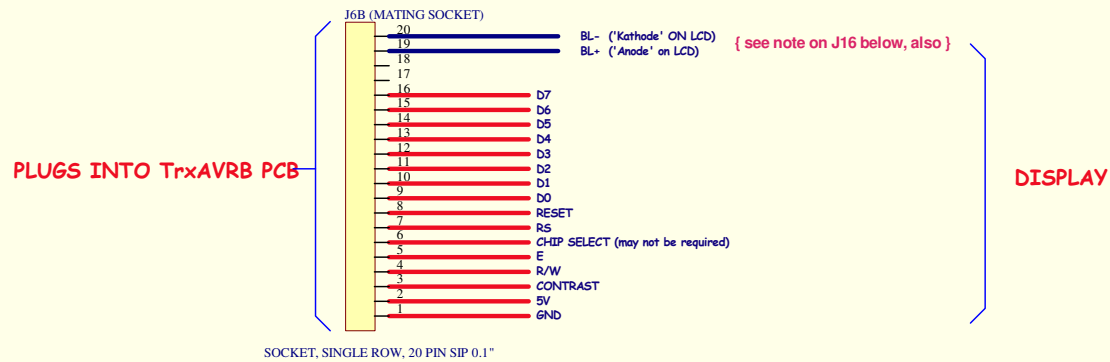 J6B (MATING SOCKET)
20 BL- ('Kathode' ON LCD)
{ see note on J16 below, also }
19 BL+ ('Anode' on LCD)
18
17
16 D7
15 D6
14 D5
13 D4
12 D3
11 D2
PLUGS INTO TrxAVRB PCB
DISPLAY
10 D1
9 D0
8 RESET
7 RS
6 CHIP SELECT (may not be required)
5 E
4 R/W
3 CONTRAST
2 5V
1 GND
SOCKET, SINGLE ROW, 20 PIN SIP 0.1"